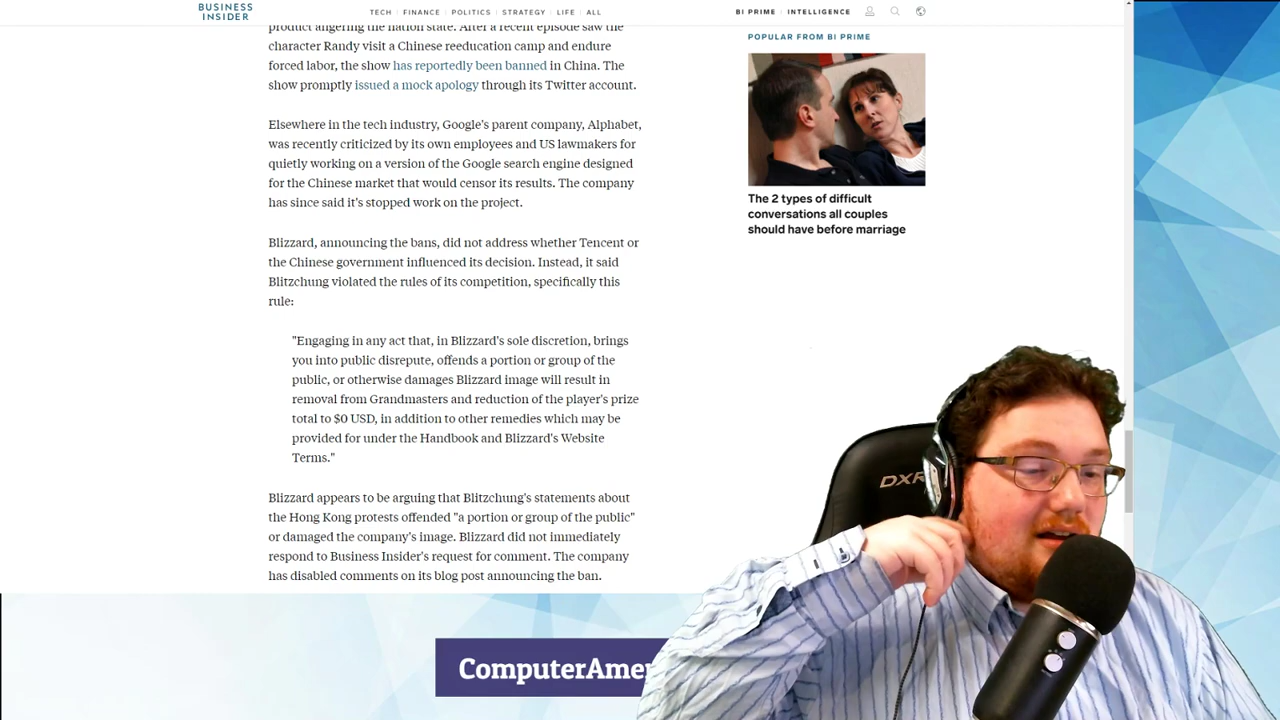 BUSINESS
INSIDER
TECH
FINANCE
POLITICS
STRATEGY
LIFE
ALL
BI PRIME
INTELLIGENCE
product angering the nation state. After a recent episode saw the
character Randy visit a Chinese reeducation camp and endure
forced labor, the show has reportedly been banned in China. The
show promptly issued a mock apology through its Twitter account.
Elsewhere in the tech industry, Google's parent company, Alphabet,
was recently criticized by its own employees and US lawmakers for
quietly working on a version of the Google search engine designed
for the Chinese market that would censor its results. The company
has since said it's stopped work on the project.
Blizzard, announcing the bans, did not address whether Tencent or
the Chinese government influenced its decision. Instead, it said
Blitzchung violated the rules of its competition, specifically this
rule:
"Engaging in any act that, in Blizzard's sole discretion, brings
you into public disrepute, offends a portion or group of the
public, or otherwise damages Blizzard image will result in
removal from Grandmasters and reduction of the player's prize
total to $0 USD, in addition to other remedies which may be
provided for under the Handbook and Blizzard's Website
Terms."
Blizzard appears to be arguing that Blitzchung's statements about
the Hong Kong protests offended "a portion or group of the public"
or damaged the company's image. Blizzard did not immediately
respond to Business Insider's request for comment. The company
has disabled comments on its blog post announcing the ban.
POPULAR FROM BI PRIME
The 2 types of difficult
conversations all couples
should have before marriage
DXR
ComputerAme